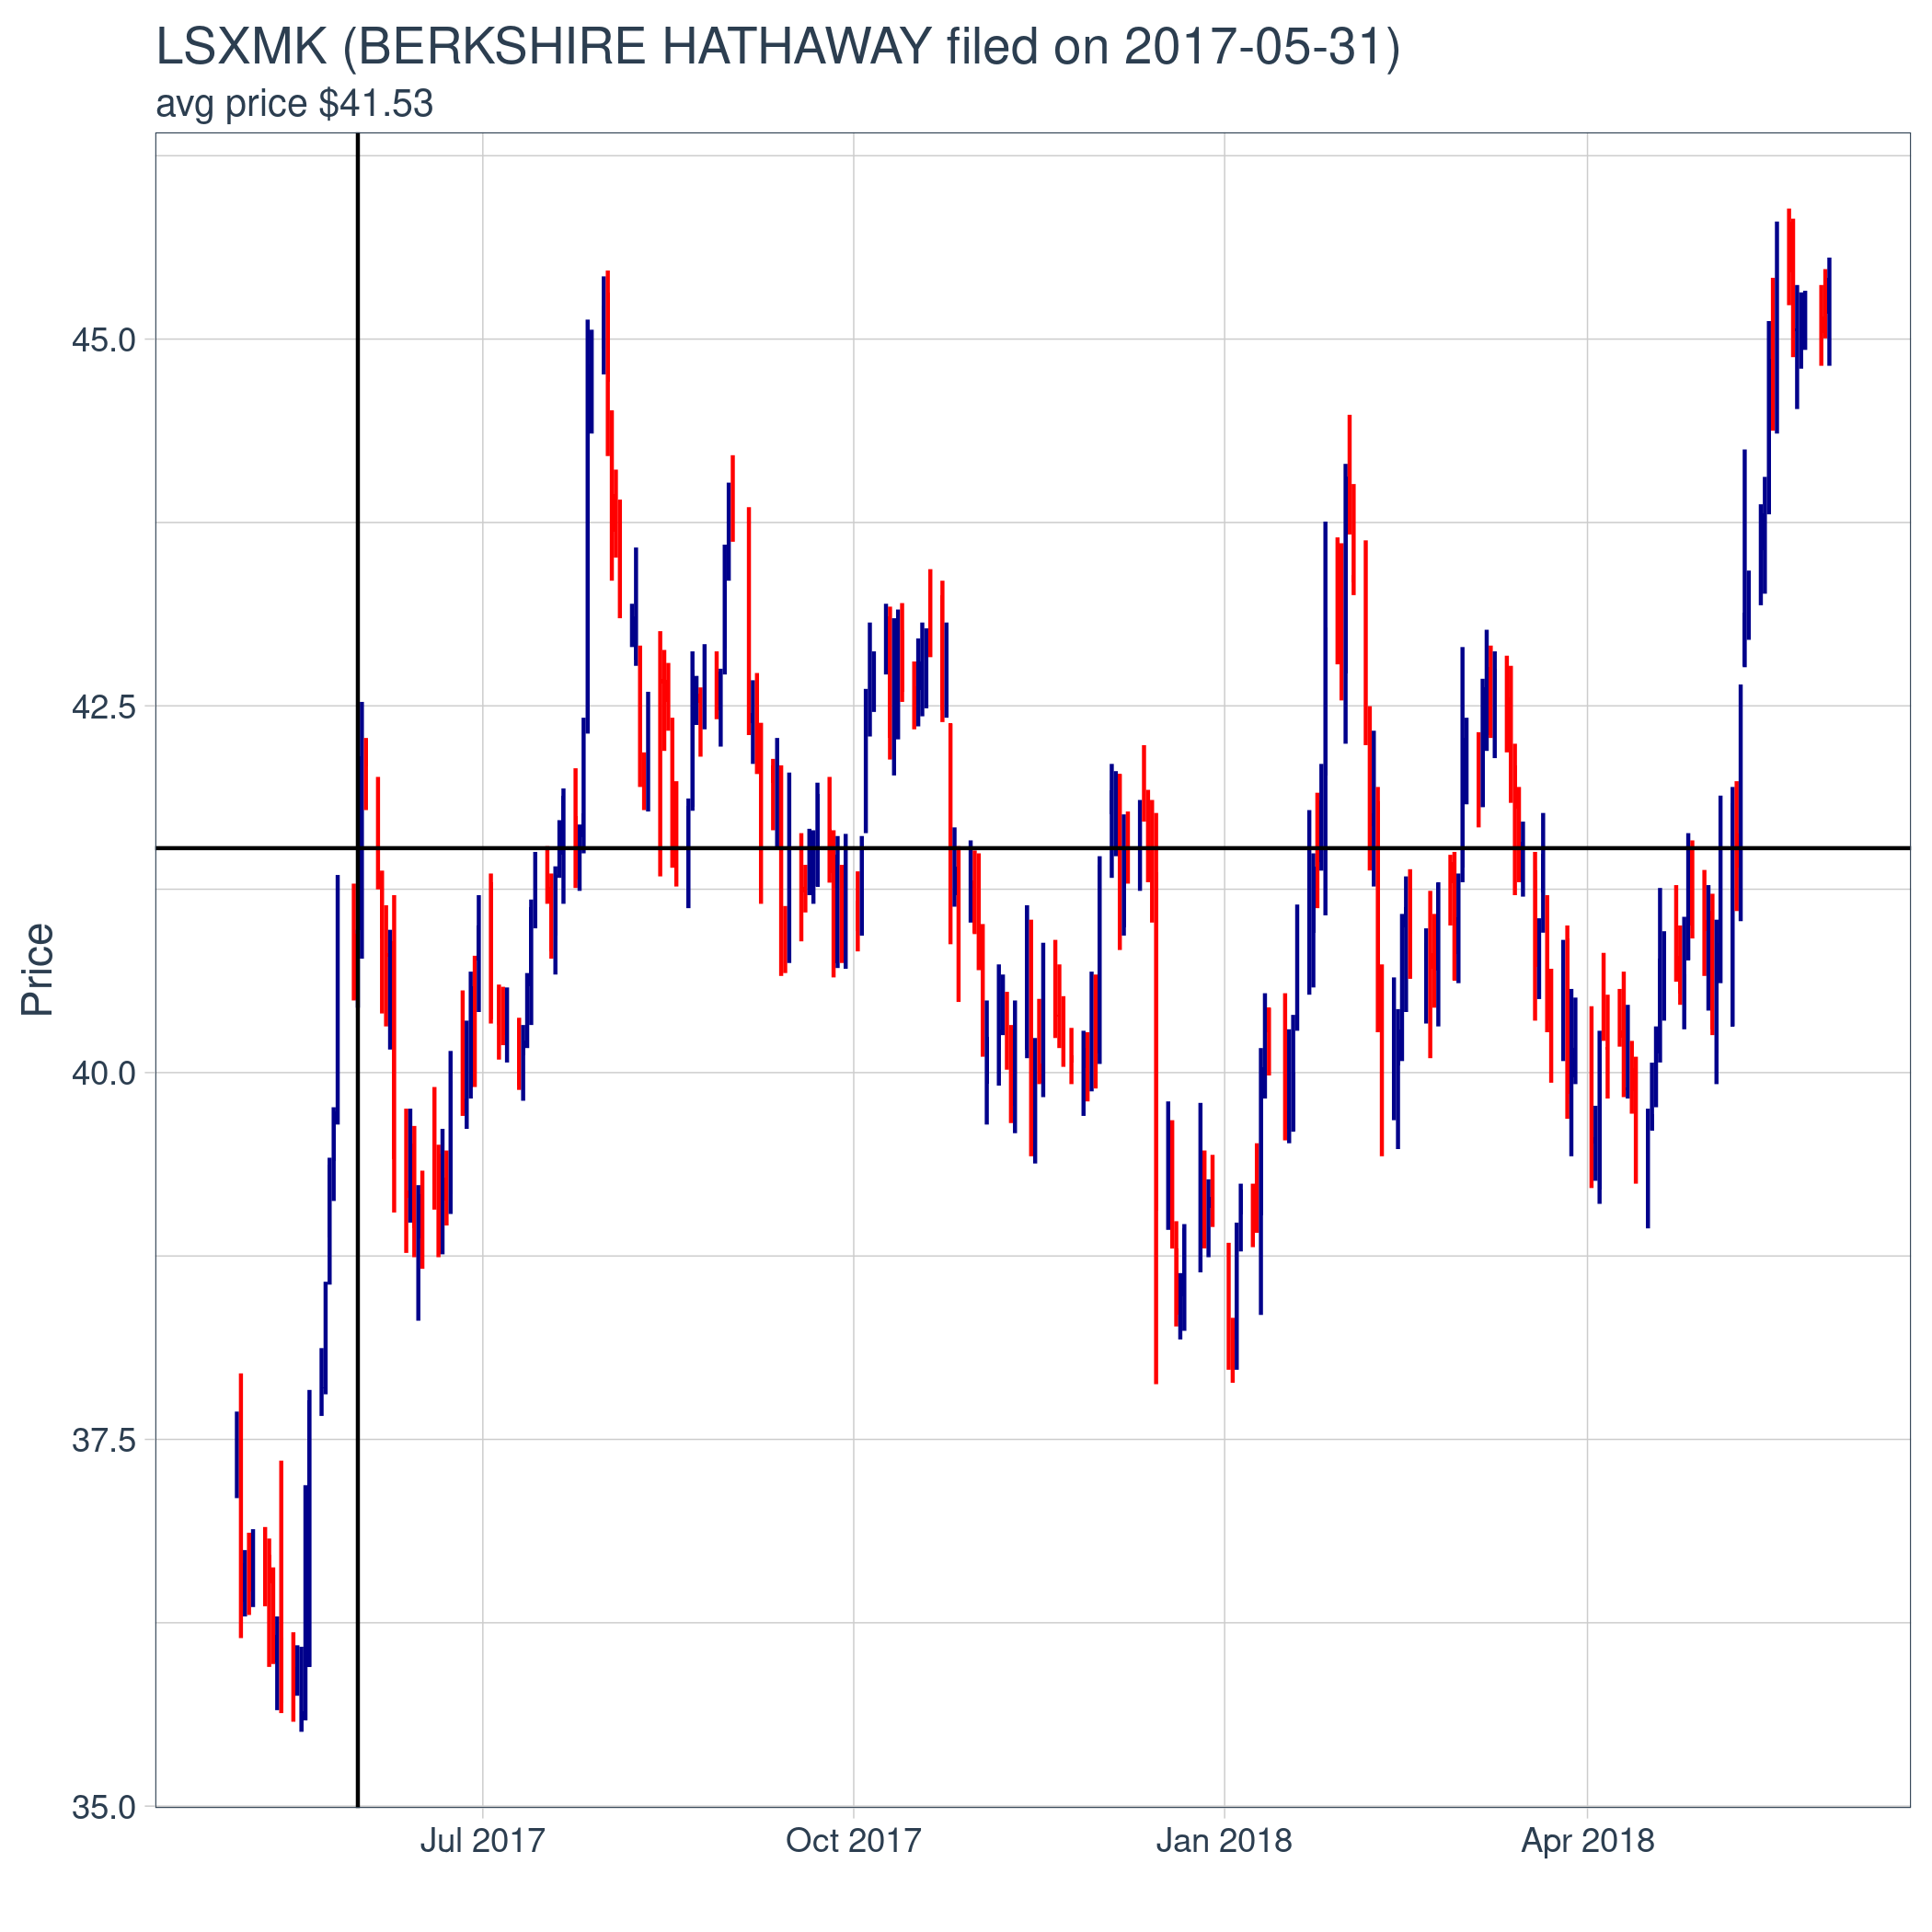 LSXMK (BERKSHIRE HATHAWAY filed on 2017-05-31)
avg price $41.53
Price
45.0
42.5
40.0
37.5
35.0
Jul 2017
Oct 2017
Jan 2018
Apr 2018